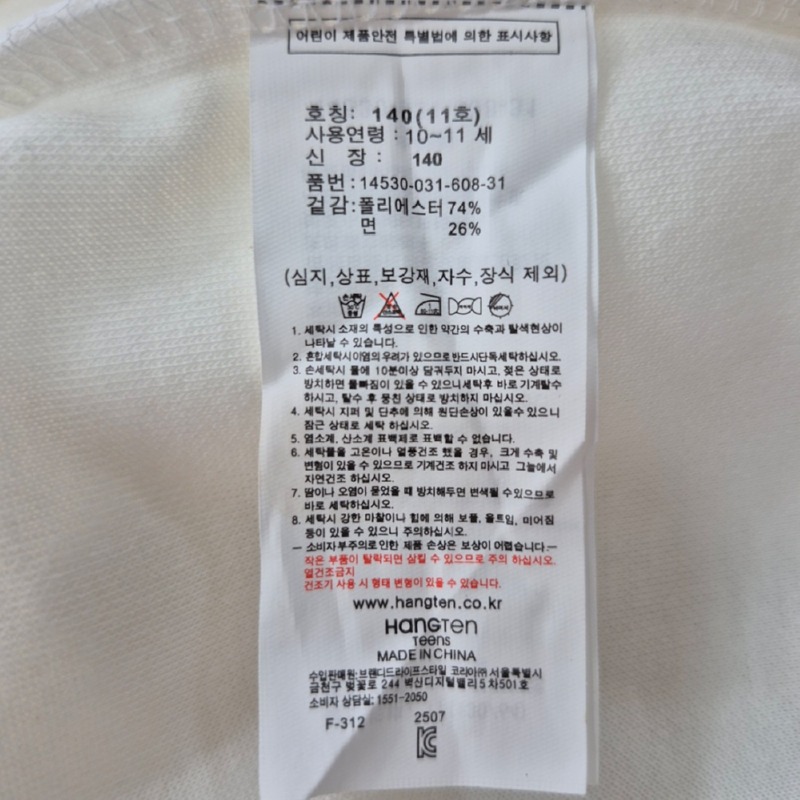 어린이 제품안전 특별법에 의한 표시사항
호칭: 140(11호)
사용연령 : 10~11 세
신 장 : 140
품번 : 14530-031-608-31
겉감:폴리에스터 74%
면 26%
(심지,상표,보강재,자수,장식 제외)
1. 세탁시 소재의 특성으로 인한 약간의 수축과 탈색현상이
나타날 수 있습니다.
2. 혼합세탁시이염의우려가 있으므로반드시단독세탁하십시오.
3. 손세탁시 물에 10분이상 담궈두지 마시고, 젖은 상태로
방치하면 물빠짐이 있을 수 있으니세탁후 바로 기계탈수
하시고, 탈수 후 뭉친 상태로 방치하지 마십시오.
4. 세탁시 지퍼 및 단추에 의해 원단손상이 있을수 있으니
잠근 상태로 세탁 하십시오.
5. 염소계, 산소계 표백제로 표백할 수 없습니다.
6. 세탁물을 고온이나 열풍건조 했을 경우, 크게 수축 및
변형이 있을 수 있으므로 기계건조 하지 마시고 그늘에서
자연건조 하십시오.
7. 땀이나 오염이 묻었을 때 방치해두면 변색될 수있으므로
바로 세탁하십시오.
8. 세탁시 강한 마찰이나 힘에 의해 보풀, 올트임, 미어짐
등이 있을 수 있으니 주의하십시오.
— 소비자 부주의로 인한 제품 손상은 보상이 어렵습니다.—
작은 부품이 탈락되면 삼킬 수 있으므로 주의 하십시오.
열건조금지
건조기 사용 시 형태 변형이 있을 수 있습니다.
www.hangten.co.kr
HANGTEN
Teens
MADE IN CHINA
수입판매원:브랜디드라이프스타일 코리아㈜ 서울특별시
금천구 벚꽃로 244 벽산디지털밸리5차501호
소비자 상담실: 1551-2050
F-312 2507